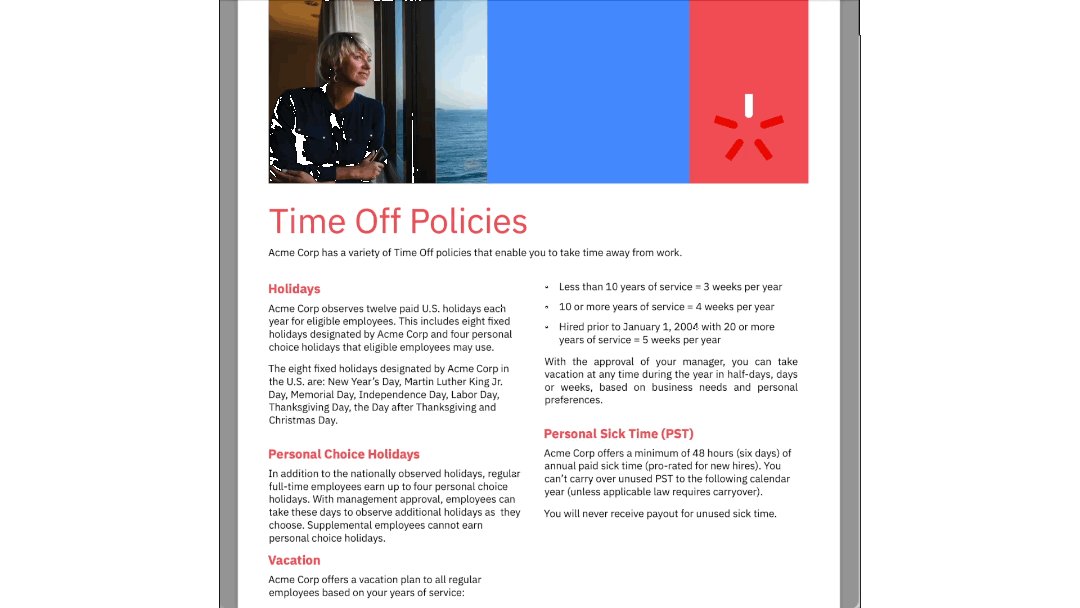 Time Off Policies
Acme Corp has a variety of Time Off policies that enable you to take time away from work.
Holidays
Acme Corp observes twelve paid U.S. holidays each
year for eligible employees. This includes eight fixed
holidays designated by Acme Corp and four personal
choice holidays that eligible employees may use.
The eight fixed holidays designated by Acme Corp in
the U.S. are: New Year's Day, Martin Luther King Jr.
Day, Memorial Day, Independence Day, Labor Day,
Thanksgiving Day, the Day after Thanksgiving and
Christmas Day.
Personal Choice Holidays
In addition to the nationally observed holidays, regular
full-time employees earn up to four personal choice
holidays. With management approval, employees can
take these days to observe additional holidays as they
choose. Supplemental employees cannot earn
personal choice holidays.
Vacation
Acme Corp offers a vacation plan to all regular
employees based on your years of service:
- Less than 10 years of service = 3 weeks per year
- 10 or more years of service = 4 weeks per year
- Hired prior to January 1, 2004 with 20 or more
years of service = 5 weeks per year
With the approval of your manager, you can take
vacation at any time during the year in half-days, days
or weeks, based on business needs and personal
preferences.
Personal Sick Time (PST)
Acme Corp offers a minimum of 48 hours (six days) of
annual paid sick time (pro-rated for new hires). You
can't carry over unused PST to the following calendar
year (unless applicable law requires carryover).
You will never receive payout for unused sick time.